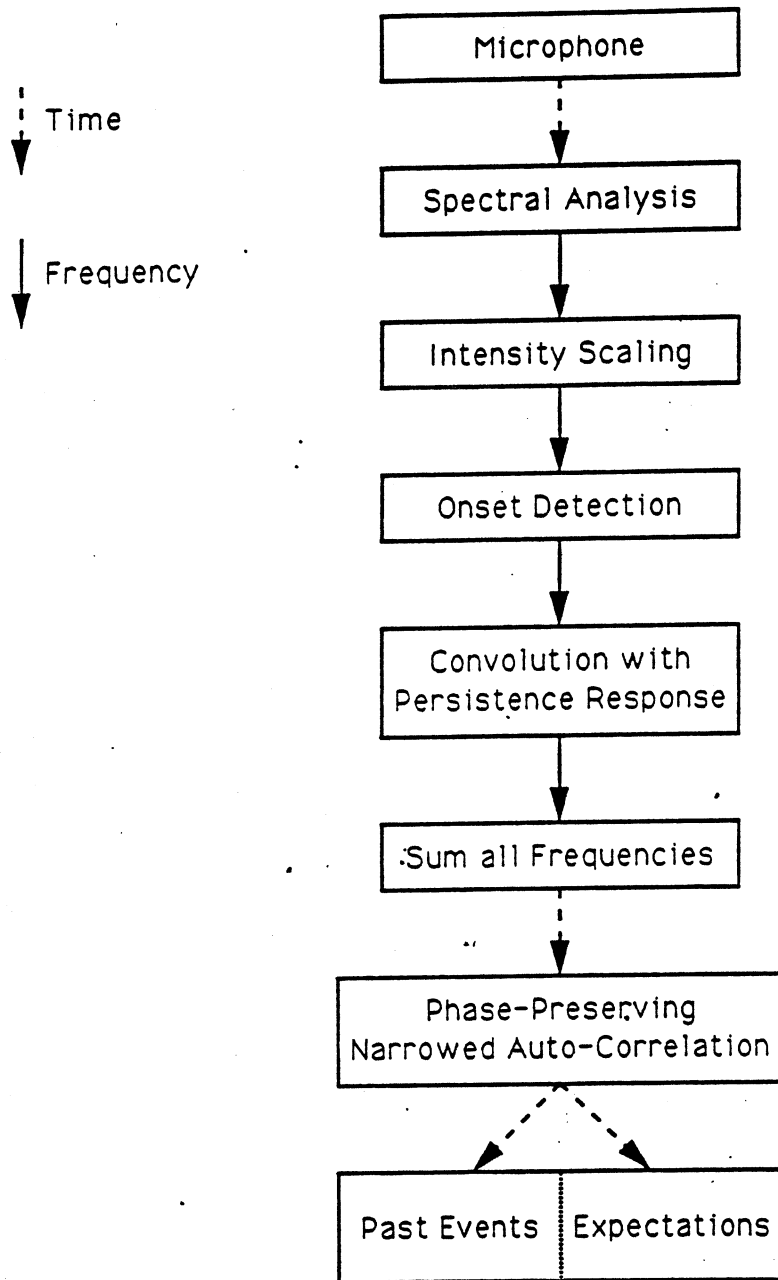 Microphone
Time
Spectral Analysis
Frequency
Intensity Scaling
Onset Detection
Convolution with
Persistence Response
Sum all Frequencies
Phase-Preserving
Narrowed Auto-Correlation
Past Events
Expectations